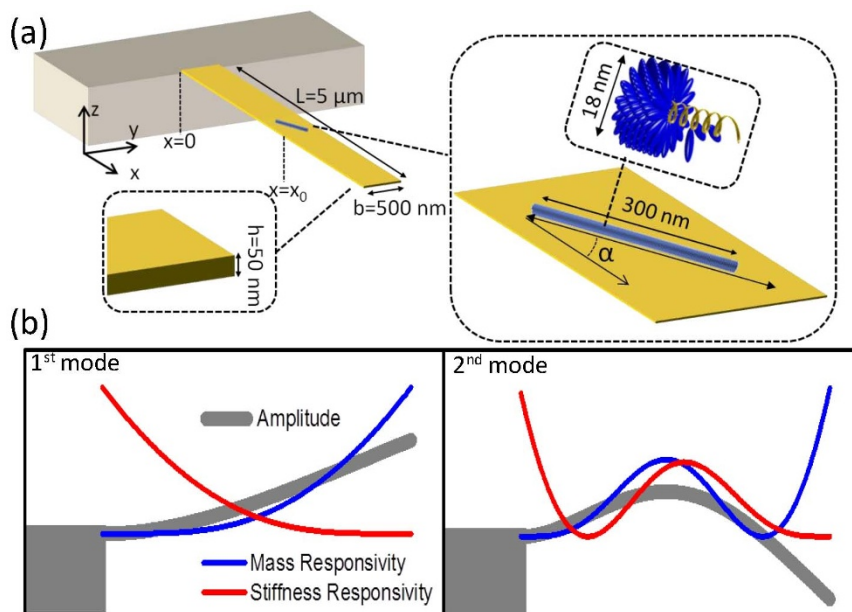 (a)
z
y
x
x=0
L=5 μm
x=x₀
b=500 nm
h=50 nm
18 nm
300 nm
α
(b)
1st mode
Amplitude
Mass Responsivity
Stiffness Responsivity
2nd mode